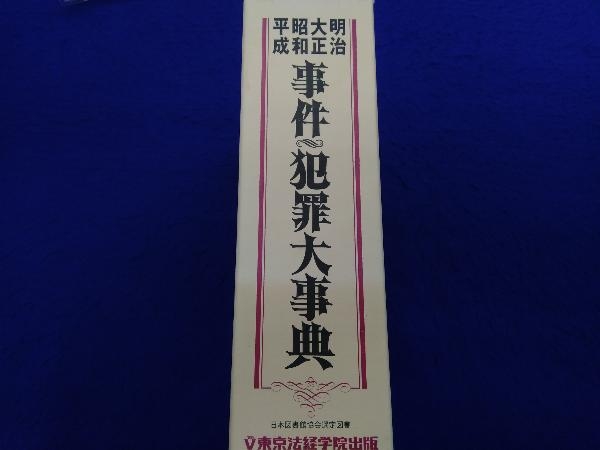 明治
大正
昭和
平成
事件・犯罪大事典
日本図書館協会選定図書
東京法経学院出版